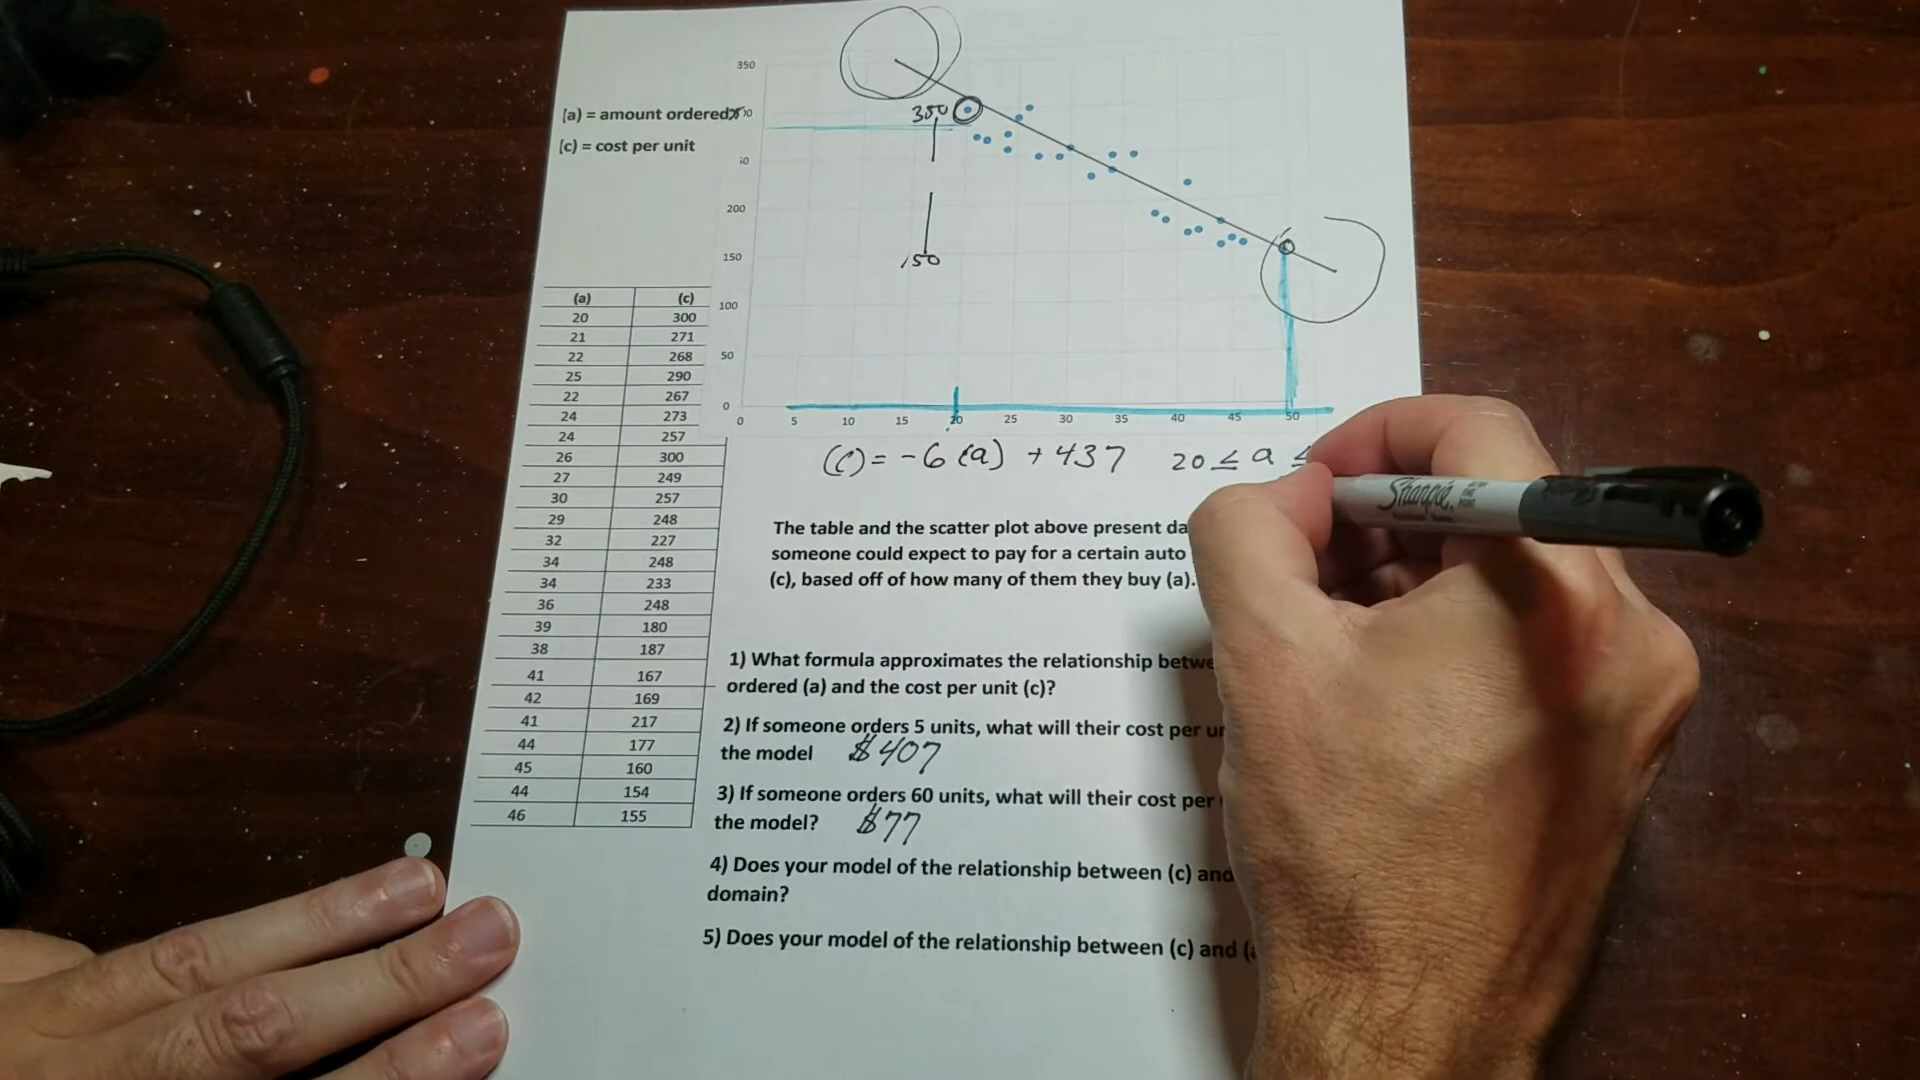 350
(a) = amount ordered
(c) = cost per unit
350
200
150
150
100
50
0
0 5 10 15 20 25 30 35 40 45 50
(c) = -6(a) + 437 20 ≤ a ≤
Sharpie.
(a) (c)
20 300
21 271
22 268
25 290
22 267
24 273
24 257
26 300
27 249
30 257
29 248
32 227
34 248
34 233
36 248
39 180
38 187
41 167
42 169
41 217
44 177
45 160
44 154
46 155
The table and the scatter plot above present da
someone could expect to pay for a certain auto
(c), based off of how many of them they buy (a).
1) What formula approximates the relationship betwe
ordered (a) and the cost per unit (c)?
2) If someone orders 5 units, what will their cost per un
the model $407
3) If someone orders 60 units, what will their cost per
the model? $77
4) Does your model of the relationship between (c) and
domain?
5) Does your model of the relationship between (c) and (a